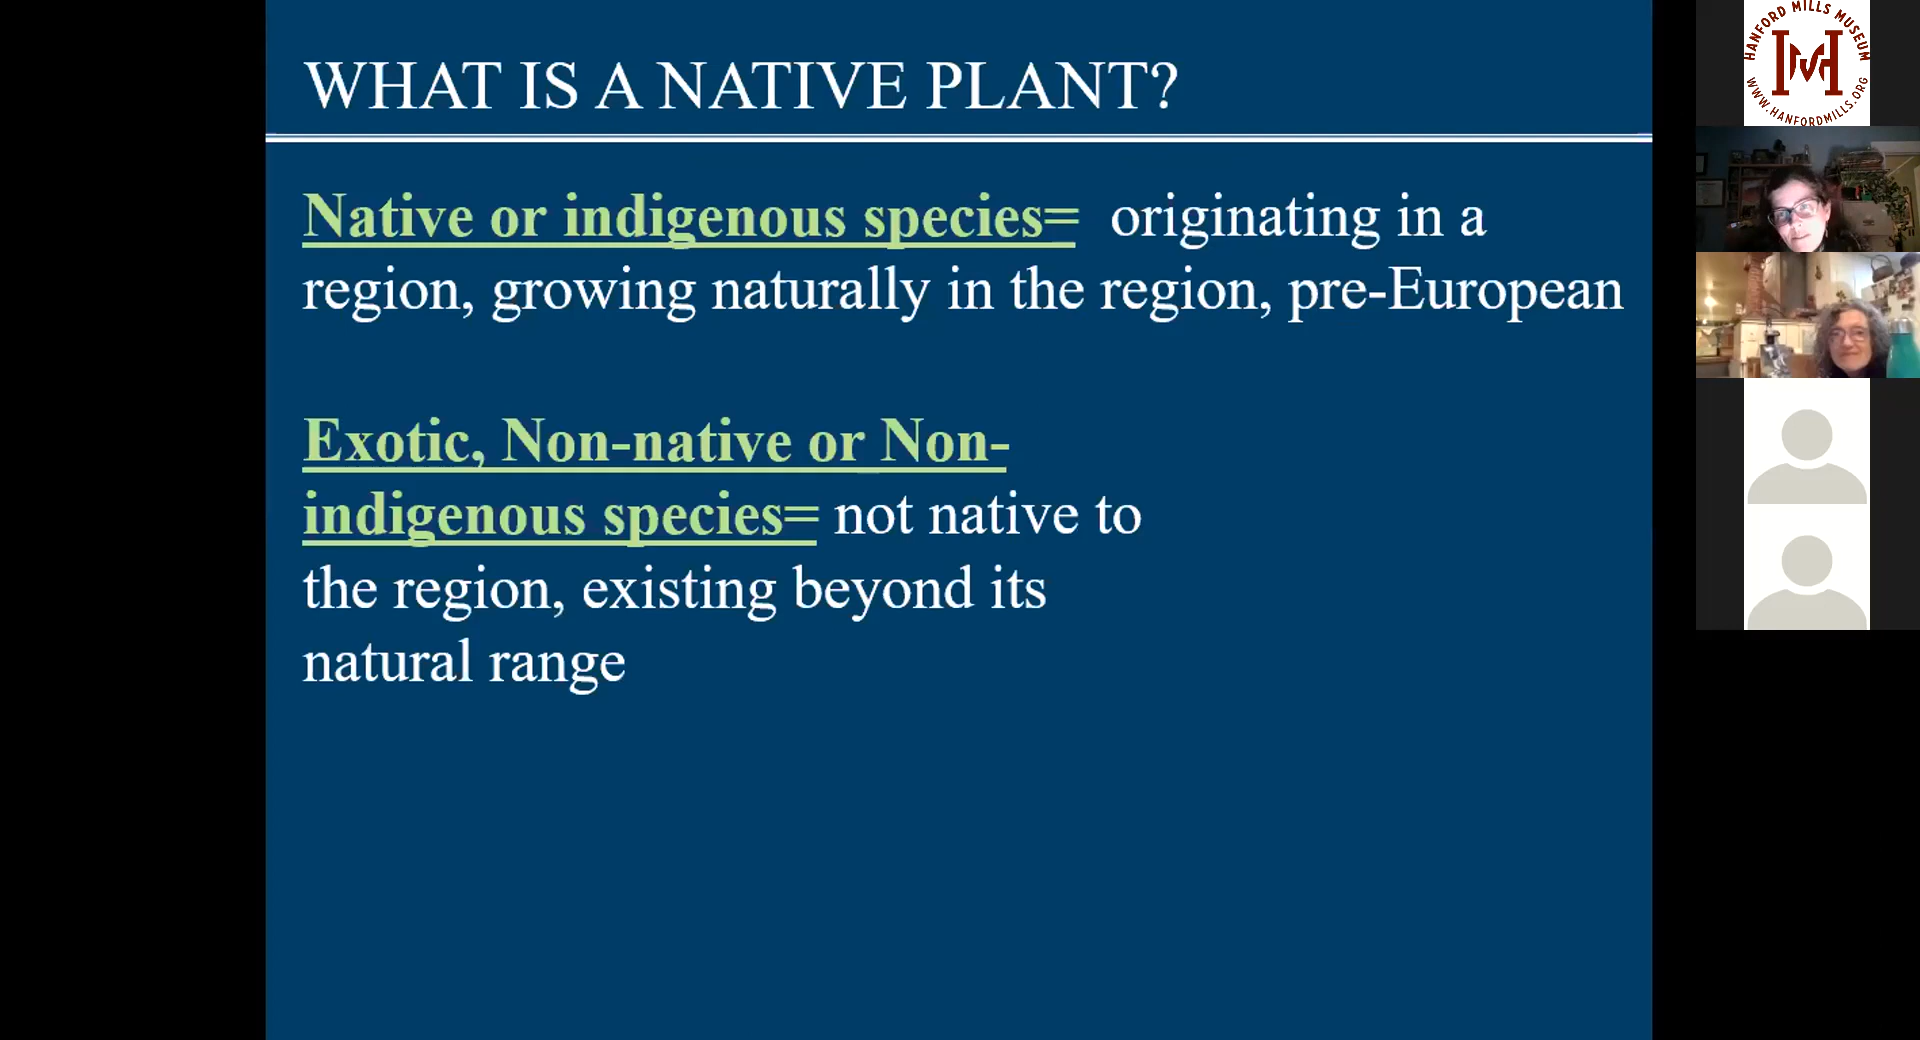 WHAT IS A NATIVE PLANT?
Native or indigenous species= originating in a
region, growing naturally in the region, pre-European
Exotic, Non-native or Non-
indigenous species= not native to
the region, existing beyond its
natural range
HANFORD MILLS MUSEUM
HM
WWW.HANFORDMILLS.ORG